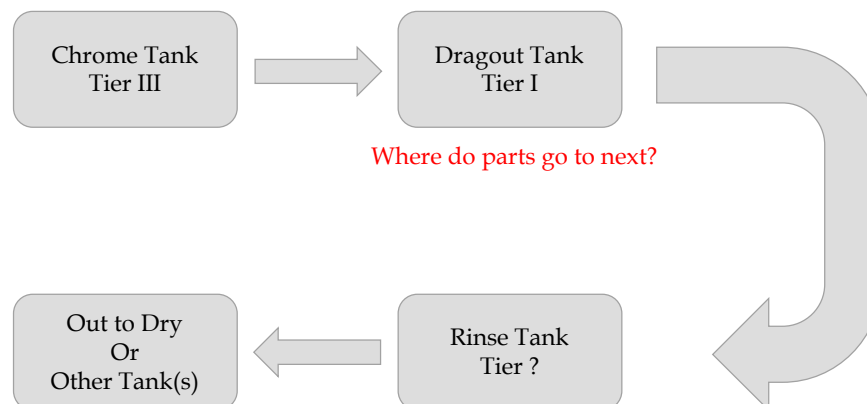 Chrome Tank
Tier III
Dragout Tank
Tier I
Where do parts go to next?
Out to Dry
Or
Other Tank(s)
Rinse Tank
Tier ?